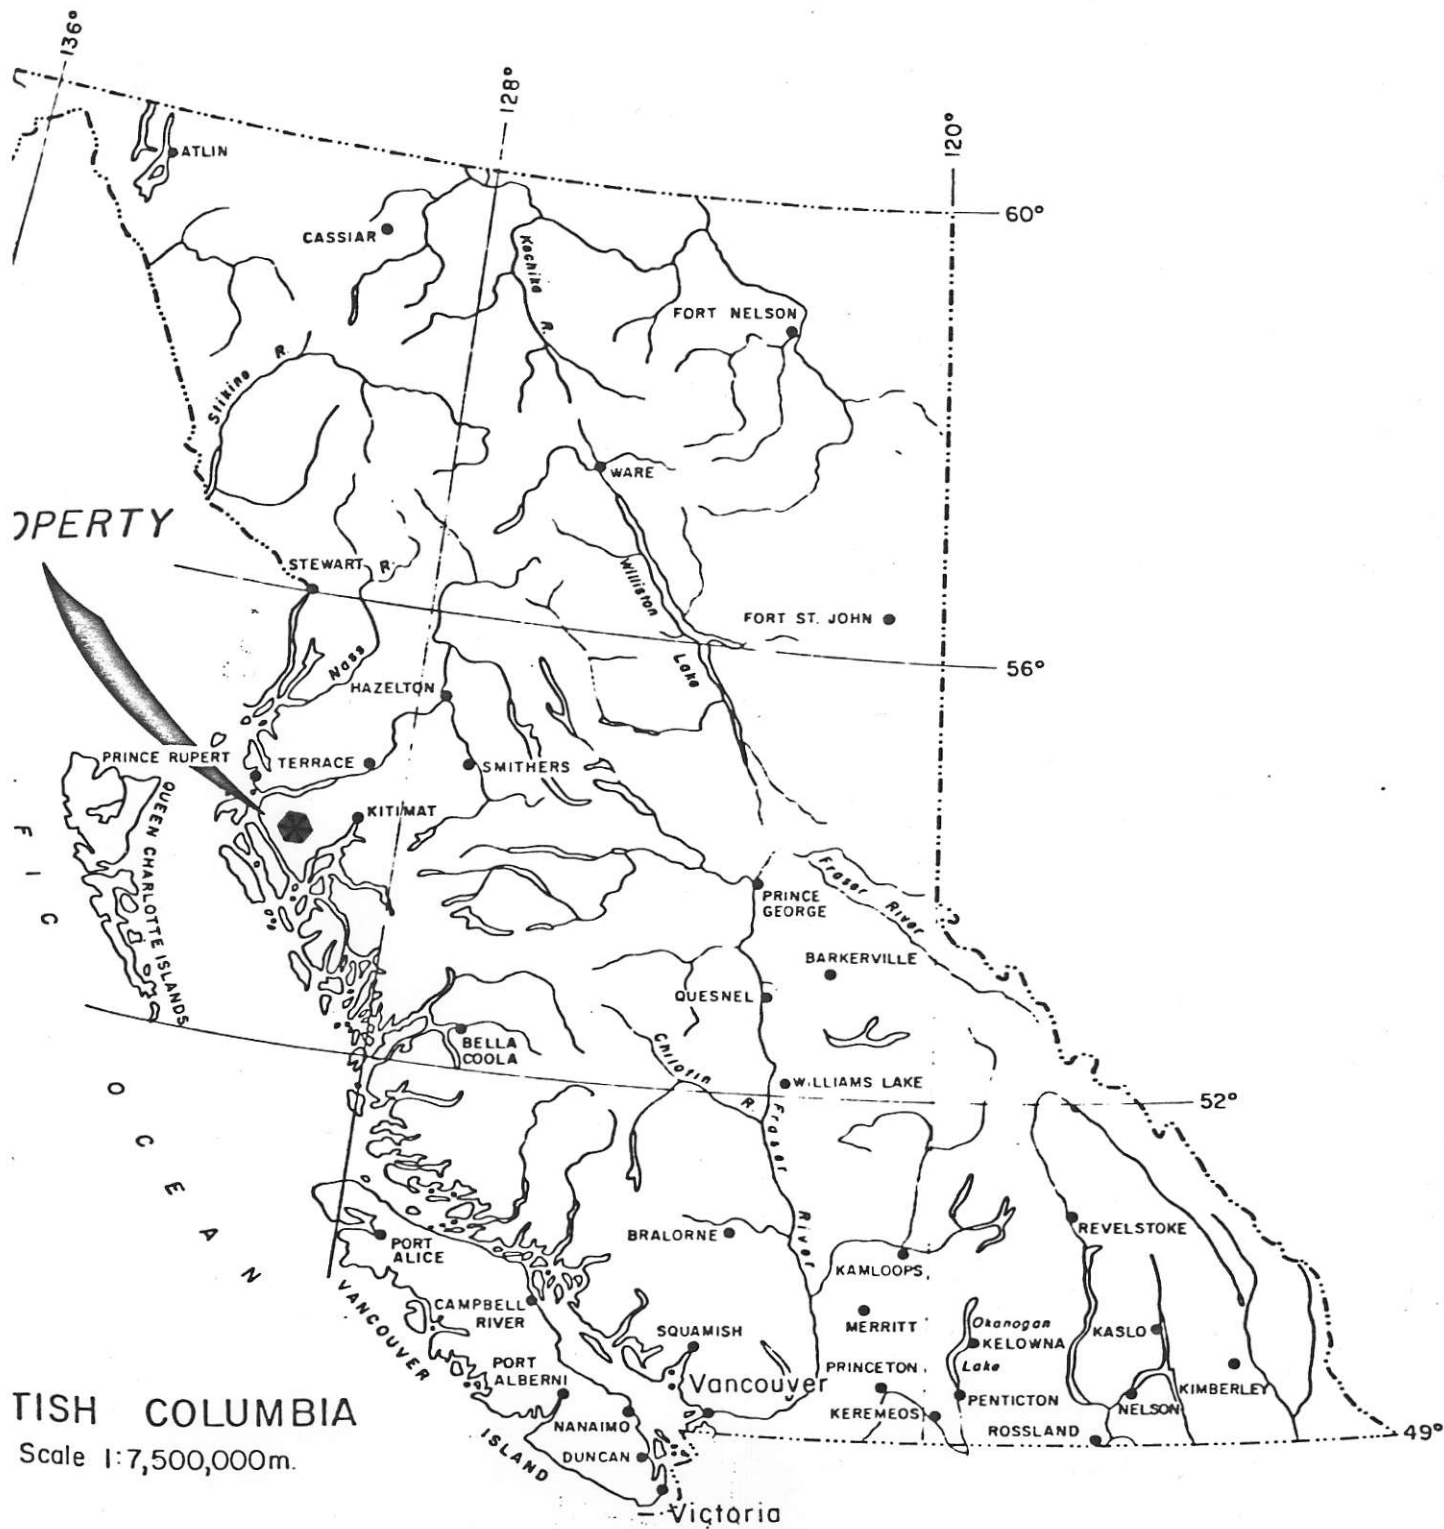 136°
128°
120°
ATLIN
60°
CASSIAR
Kechika
R.
FORT NELSON
Stikine R.
WARE
OPERTY
STEWART
R.
Williston
FORT ST. JOHN
Nass
56°
Lake
HAZELTON
PRINCE RUPERT
TERRACE
SMITHERS
KITIMAT
QUEEN CHARLOTTE ISLANDS
F I C
Fraser River
PRINCE
GEORGE
BARKERVILLE
QUESNEL
BELLA
COOLA
Chilotin
R.
WILLIAMS LAKE
52°
Fraser
River
O C E A N
REVELSTOKE
BRALORNE
PORT
ALICE
KAMLOOPS
VANCOUVER
CAMPBELL
RIVER
MERRITT
Okanogan
KELOWNA
Lake
KASLO
SQUAMISH
PORT
ALBERNI
PRINCETON
Vancouver
KIMBERLEY
PENTICTON
NELSON
TISH COLUMBIA
NANAIMO
KEREMEOS
ROSSLAND
49°
Scale 1:7,500,000m.
ISLAND
DUNCAN
Victoria